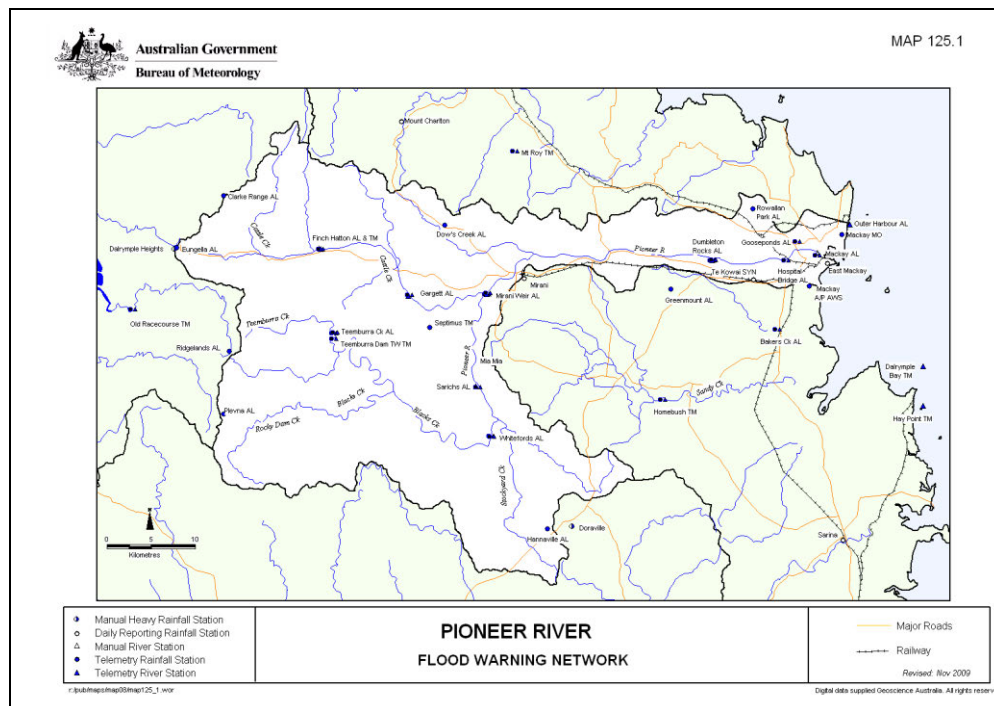 MAP 125.1
Australian Government
Bureau of Meteorology
Mount Charlton
Mt Roy TM
Clarke Range AL
Rowallan
Park AL
Outer Harbour AL
Mackay MO
Dow's Creek AL
Finch Hatton AL & TM
Cattle Ck
Dalrymple Heights
Eungella AL
Gooseponds AL
Pioneer R
Dumbleton
Rocks AL
Mackay AL
East Mackay
Hospital
Bridge AL
Te Kowai SYN
Cattle Ck
Mirani
Gargett AL
Mirani Weir AL
Greenmount AL
Mackay
A/P AWS
Old Racecourse TM
Teemburra Ck
Septimus TM
Teemburra Ck AL
Teemburra Dam TW TM
Bakers Ck AL
Ridgelands AL
Pioneer R
Mia Mia
Dalrymple
Bay TM
Sarichs AL
Sandy Ck
Blacks Ck
Homebush TM
Plevna AL
Rocky Dam Ck
Blacks Ck
Hay Point TM
Whitefords AL
Stockyard Ck
Hannaville AL
Doraville
Sarina
5 0 5 10
Kilometres
Manual Heavy Rainfall Station
Daily Reporting Rainfall Station
Manual River Station
Telemetry Rainfall Station
Telemetry River Station
PIONEER RIVER
FLOOD WARNING NETWORK
Major Roads
Railway
Revised: Nov 2009
r:/pub/maps/map08/map125_1.wor
Digital data supplied Geoscience Australia. All rights reserv